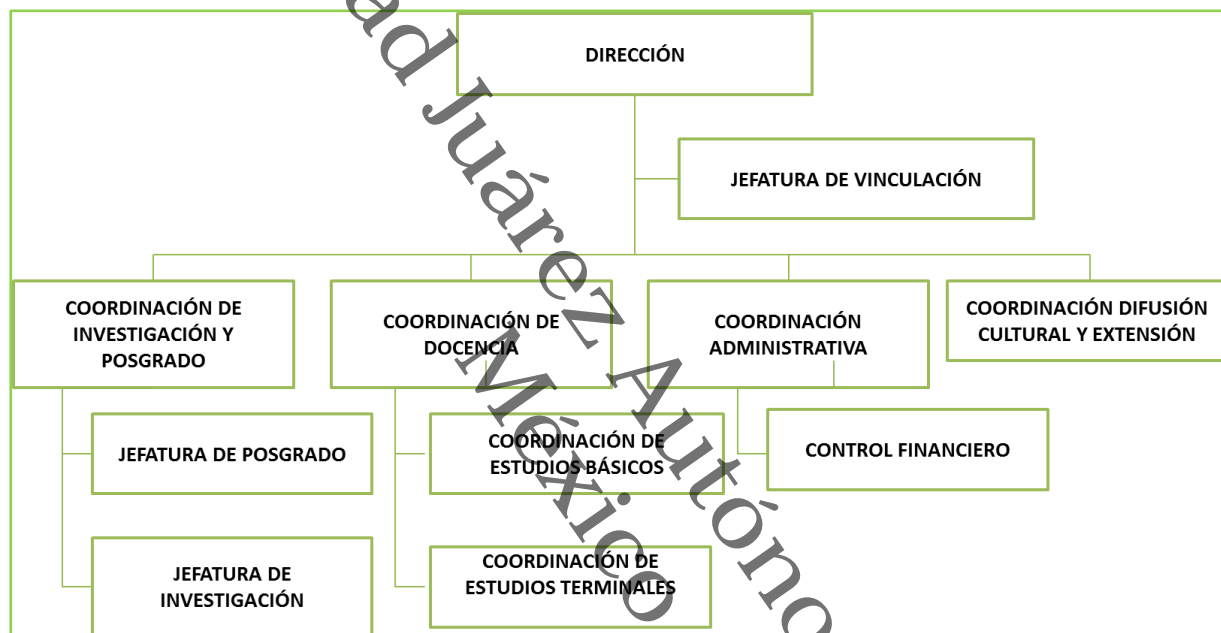 DIRECCIÓN
JEFATURA DE VINCULACIÓN
COORDINACIÓN DE
INVESTIGACIÓN Y
POSGRADO
COORDINACIÓN DE
DOCENCIA
COORDINACIÓN
ADMINISTRATIVA
COORDINACIÓN DIFUSIÓN
CULTURAL Y EXTENSIÓN
JEFATURA DE POSGRADO
COORDINACIÓN DE
ESTUDIOS BÁSICOS
CONTROL FINANCIERO
JEFATURA DE
INVESTIGACIÓN
COORDINACIÓN DE
ESTUDIOS TERMINALES
ad Juárez Autóno
México